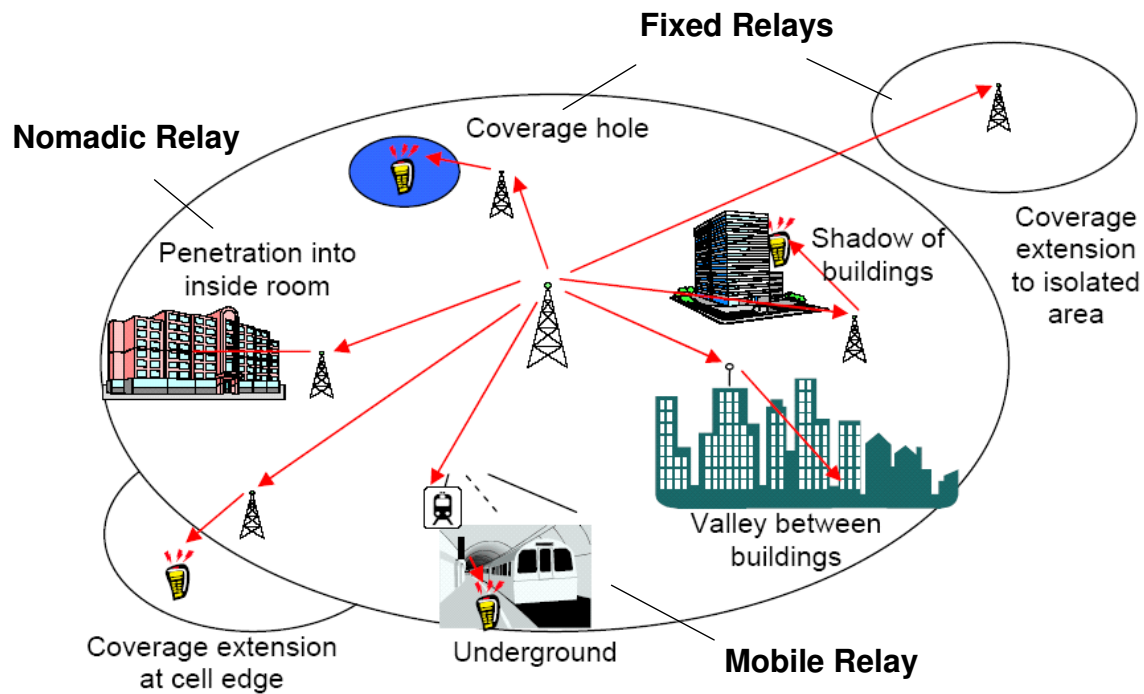 Fixed Relays
Nomadic Relay
Coverage hole
Penetration into
inside room
Shadow of
buildings
Coverage
extension
to isolated
area
Valley between
buildings
Coverage extension
at cell edge
Underground
Mobile Relay